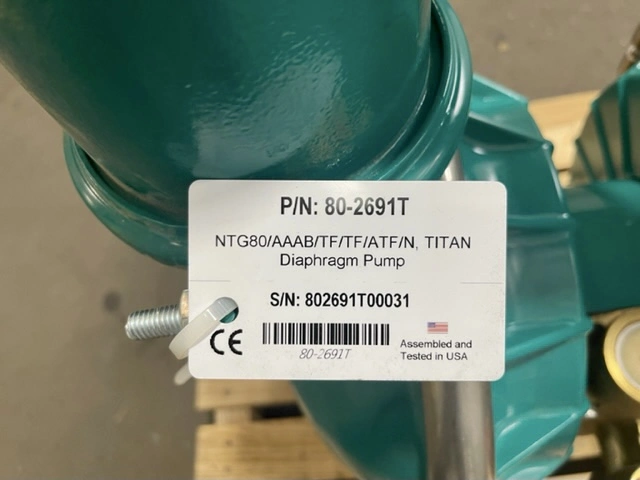 P/N: 80-2691T
NTG80/AAAB/TF/TF/ATF/N, TITAN
Diaphragm Pump
S/N: 802691T00031
CE
80-2691T
Assembled and
Tested in USA